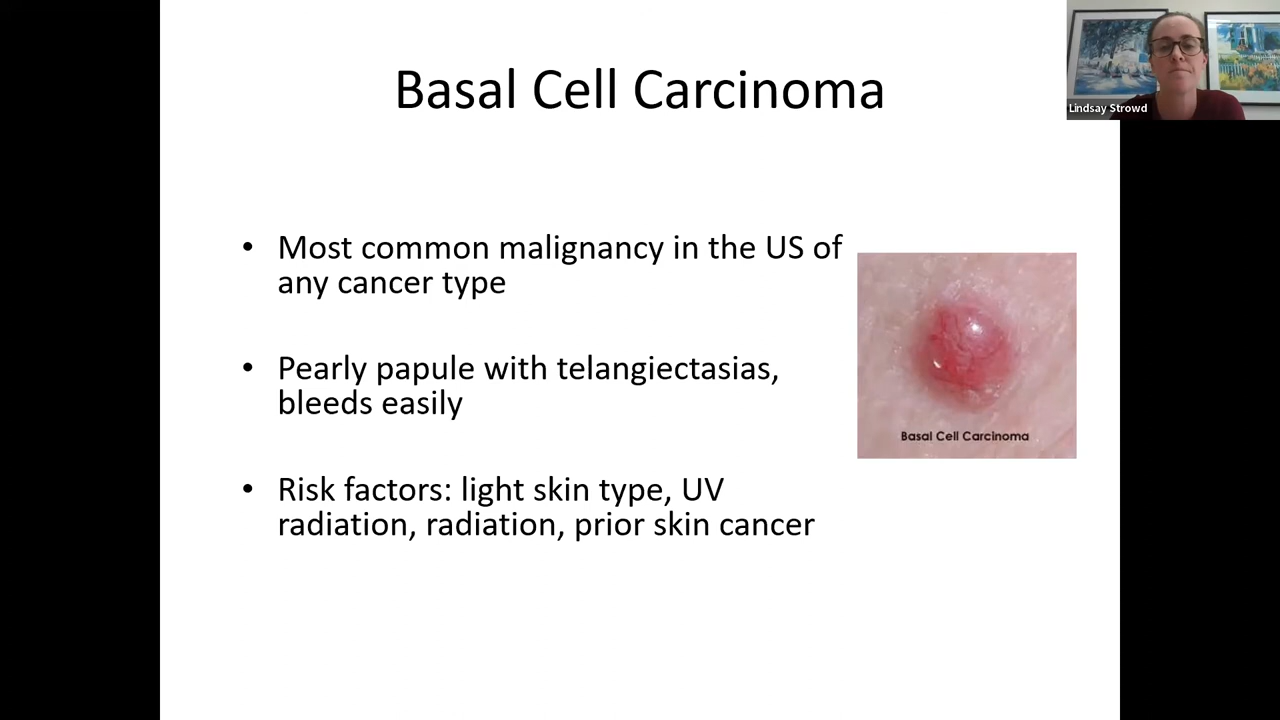 Basal Cell Carcinoma
Lindsay Strowd
• Most common malignancy in the US of
any cancer type
• Pearly papule with telangiectasias,
bleeds easily
• Risk factors: light skin type, UV
radiation, radiation, prior skin cancer
Basal Cell Carcinoma